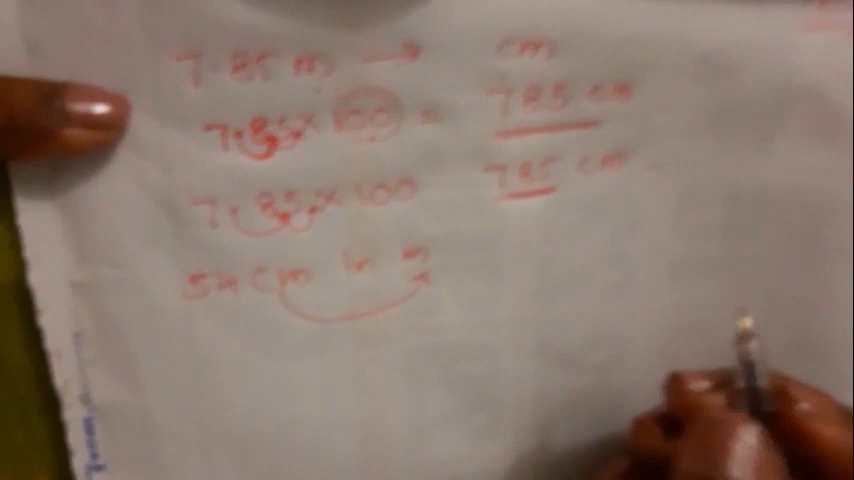 7.85 m → cm
7.85 × 100 = 785 cm
7.85 × 100 785 cm
54 cm in m